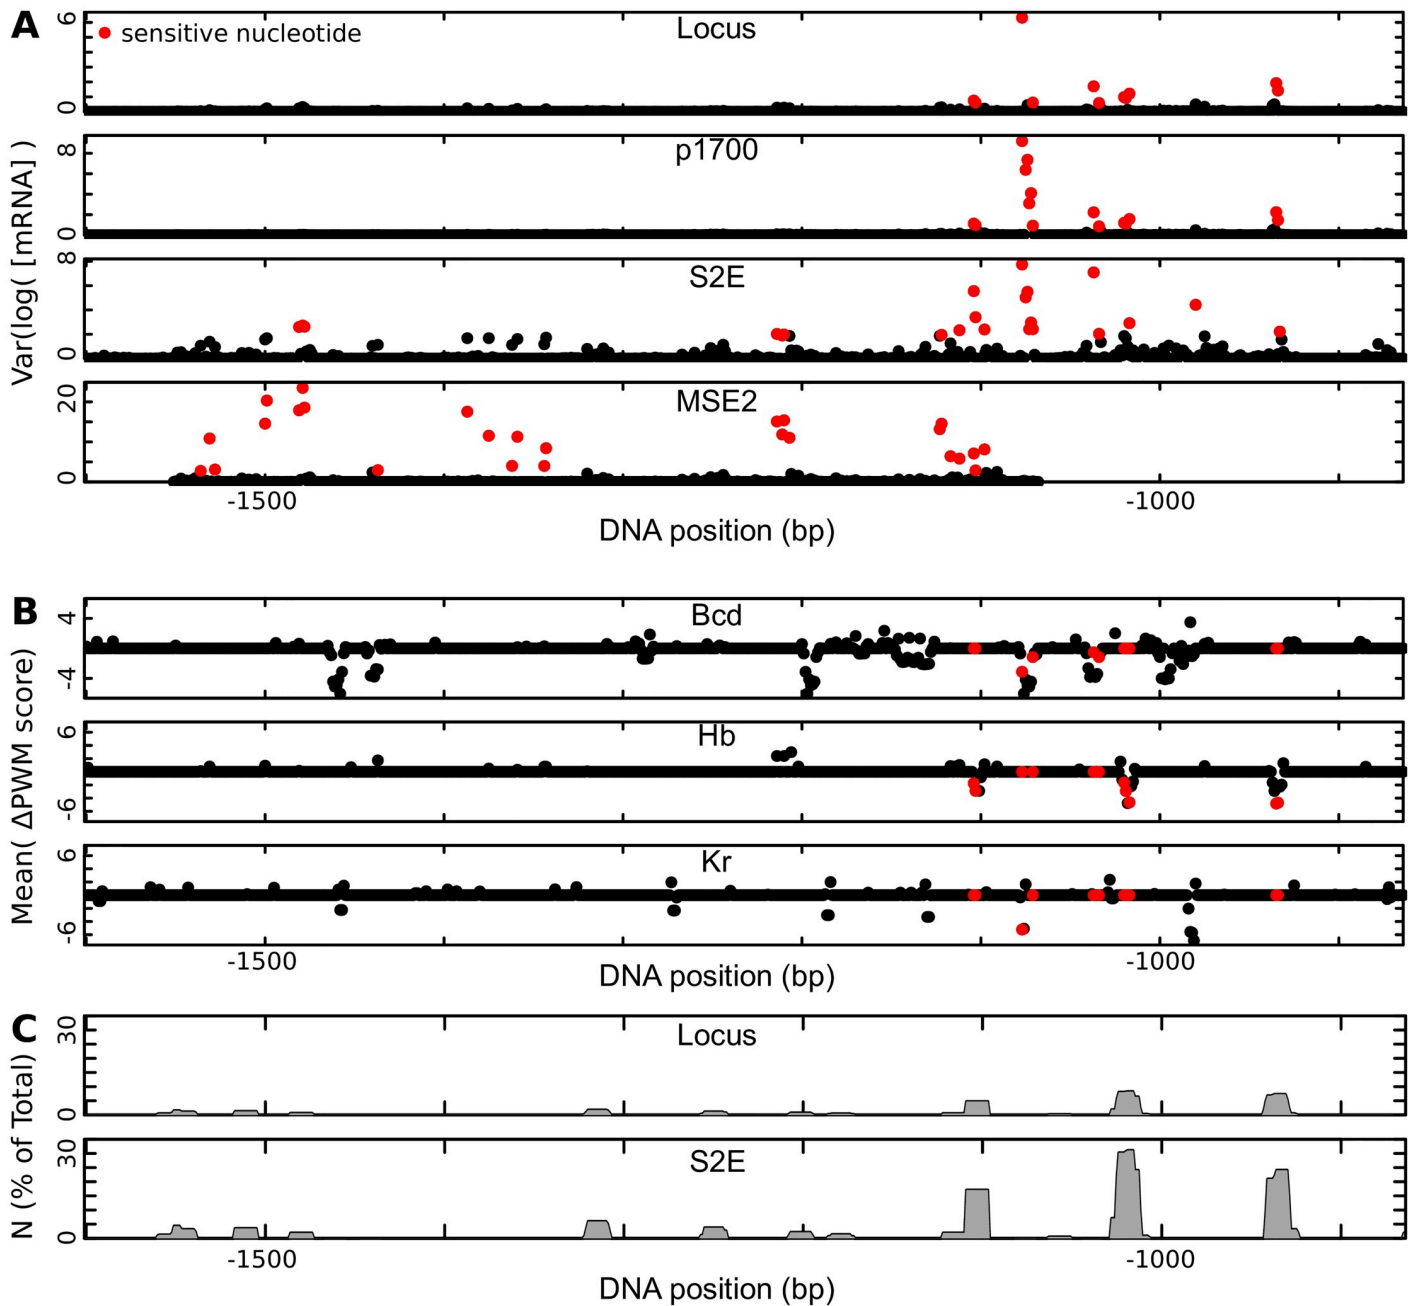 A
sensitive nucleotide
Locus
6
0
p1700
8
0
S2E
8
0
MSE2
20
0
Var(log( [mRNA] )
-1500
-1000
DNA position (bp)
B
Bcd
4
-4
Hb
6
-6
Kr
6
-6
Mean( ΔPWM score)
-1500
-1000
DNA position (bp)
C
Locus
30
0
S2E
30
0
N (% of Total)
-1500
-1000
DNA position (bp)